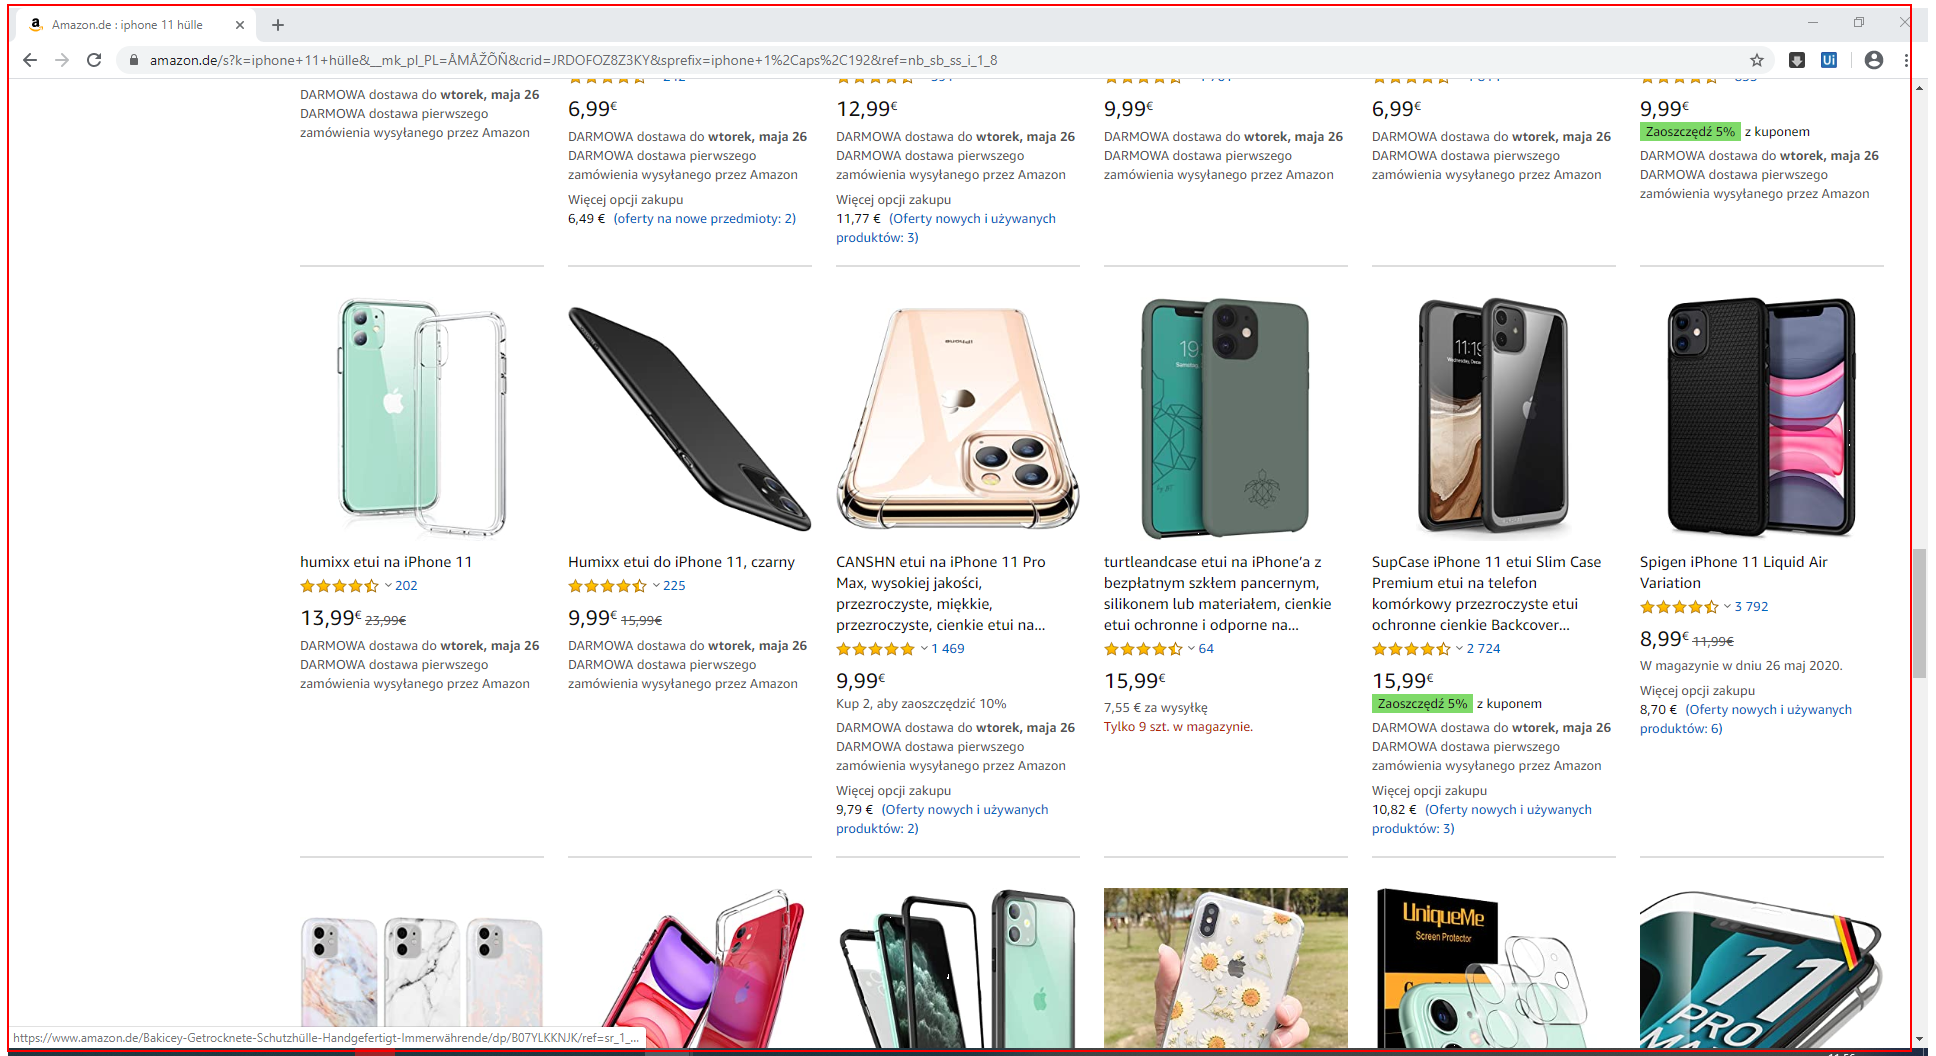 Amazon.de : iphone 11 hülle
amazon.de/s?k=iphone+11+hülle&__mk_pl_PL=ÅMÅŽÕÑ&crid=JRDOFOZ8Z3KY&sprefix=iphone+1%2Caps%2C192&ref=nb_sb_ss_i_1_8
DARMOWA dostawa do wtorek, maja 26
DARMOWA dostawa pierwszego
zamówienia wysyłanego przez Amazon
6,99€
DARMOWA dostawa do wtorek, maja 26
DARMOWA dostawa pierwszego
zamówienia wysyłanego przez Amazon
Więcej opcji zakupu
6,49 € (oferty na nowe przedmioty: 2)
12,99€
DARMOWA dostawa do wtorek, maja 26
DARMOWA dostawa pierwszego
zamówienia wysyłanego przez Amazon
Więcej opcji zakupu
11,77 € (Oferty nowych i używanych
produktów: 3)
9,99€
DARMOWA dostawa do wtorek, maja 26
DARMOWA dostawa pierwszego
zamówienia wysyłanego przez Amazon
6,99€
DARMOWA dostawa do wtorek, maja 26
DARMOWA dostawa pierwszego
zamówienia wysyłanego przez Amazon
9,99€
Zaoszczędź 5% z kuponem
DARMOWA dostawa do wtorek, maja 26
DARMOWA dostawa pierwszego
zamówienia wysyłanego przez Amazon
humixx etui na iPhone 11
202
13,99€ 23,99€
DARMOWA dostawa do wtorek, maja 26
DARMOWA dostawa pierwszego
zamówienia wysyłanego przez Amazon
Humixx etui do iPhone 11, czarny
225
9,99€ 15,99€
DARMOWA dostawa do wtorek, maja 26
DARMOWA dostawa pierwszego
zamówienia wysyłanego przez Amazon
iPhone
CANSHN etui na iPhone 11 Pro
Max, wysokiej jakości,
przezroczyste, miękkie,
przezroczyste, cienkie etui na...
1 469
9,99€
Kup 2, aby zaoszczędzić 10%
DARMOWA dostawa do wtorek, maja 26
DARMOWA dostawa pierwszego
zamówienia wysyłanego przez Amazon
Więcej opcji zakupu
9,79 € (Oferty nowych i używanych
produktów: 2)
turtleandcase etui na iPhone’a z
bezpłatnym szkłem pancernym,
silikonem lub materiałem, cienkie
etui ochronne i odporne na...
64
15,99€
7,55 € za wysyłkę
Tylko 9 szt. w magazynie.
11:19
SupCase iPhone 11 etui Slim Case
Premium etui na telefon
komórkowy przezroczyste etui
ochronne cienkie Backcover...
2 724
15,99€
Zaoszczędź 5% z kuponem
DARMOWA dostawa do wtorek, maja 26
DARMOWA dostawa pierwszego
zamówienia wysyłanego przez Amazon
Więcej opcji zakupu
10,82 € (Oferty nowych i używanych
produktów: 3)
Spigen iPhone 11 Liquid Air
Variation
3 792
8,99€ 11,99€
W magazynie w dniu 26 maj 2020.
Więcej opcji zakupu
8,70 € (Oferty nowych i używanych
produktów: 6)
UniqueMe
Screen Protector
11
PRO
https://www.amazon.de/Bakicey-Getrocknete-Schutzhülle-Handgefertigt-Immerwährende/dp/B07YLKKNJK/ref=sr_1_...